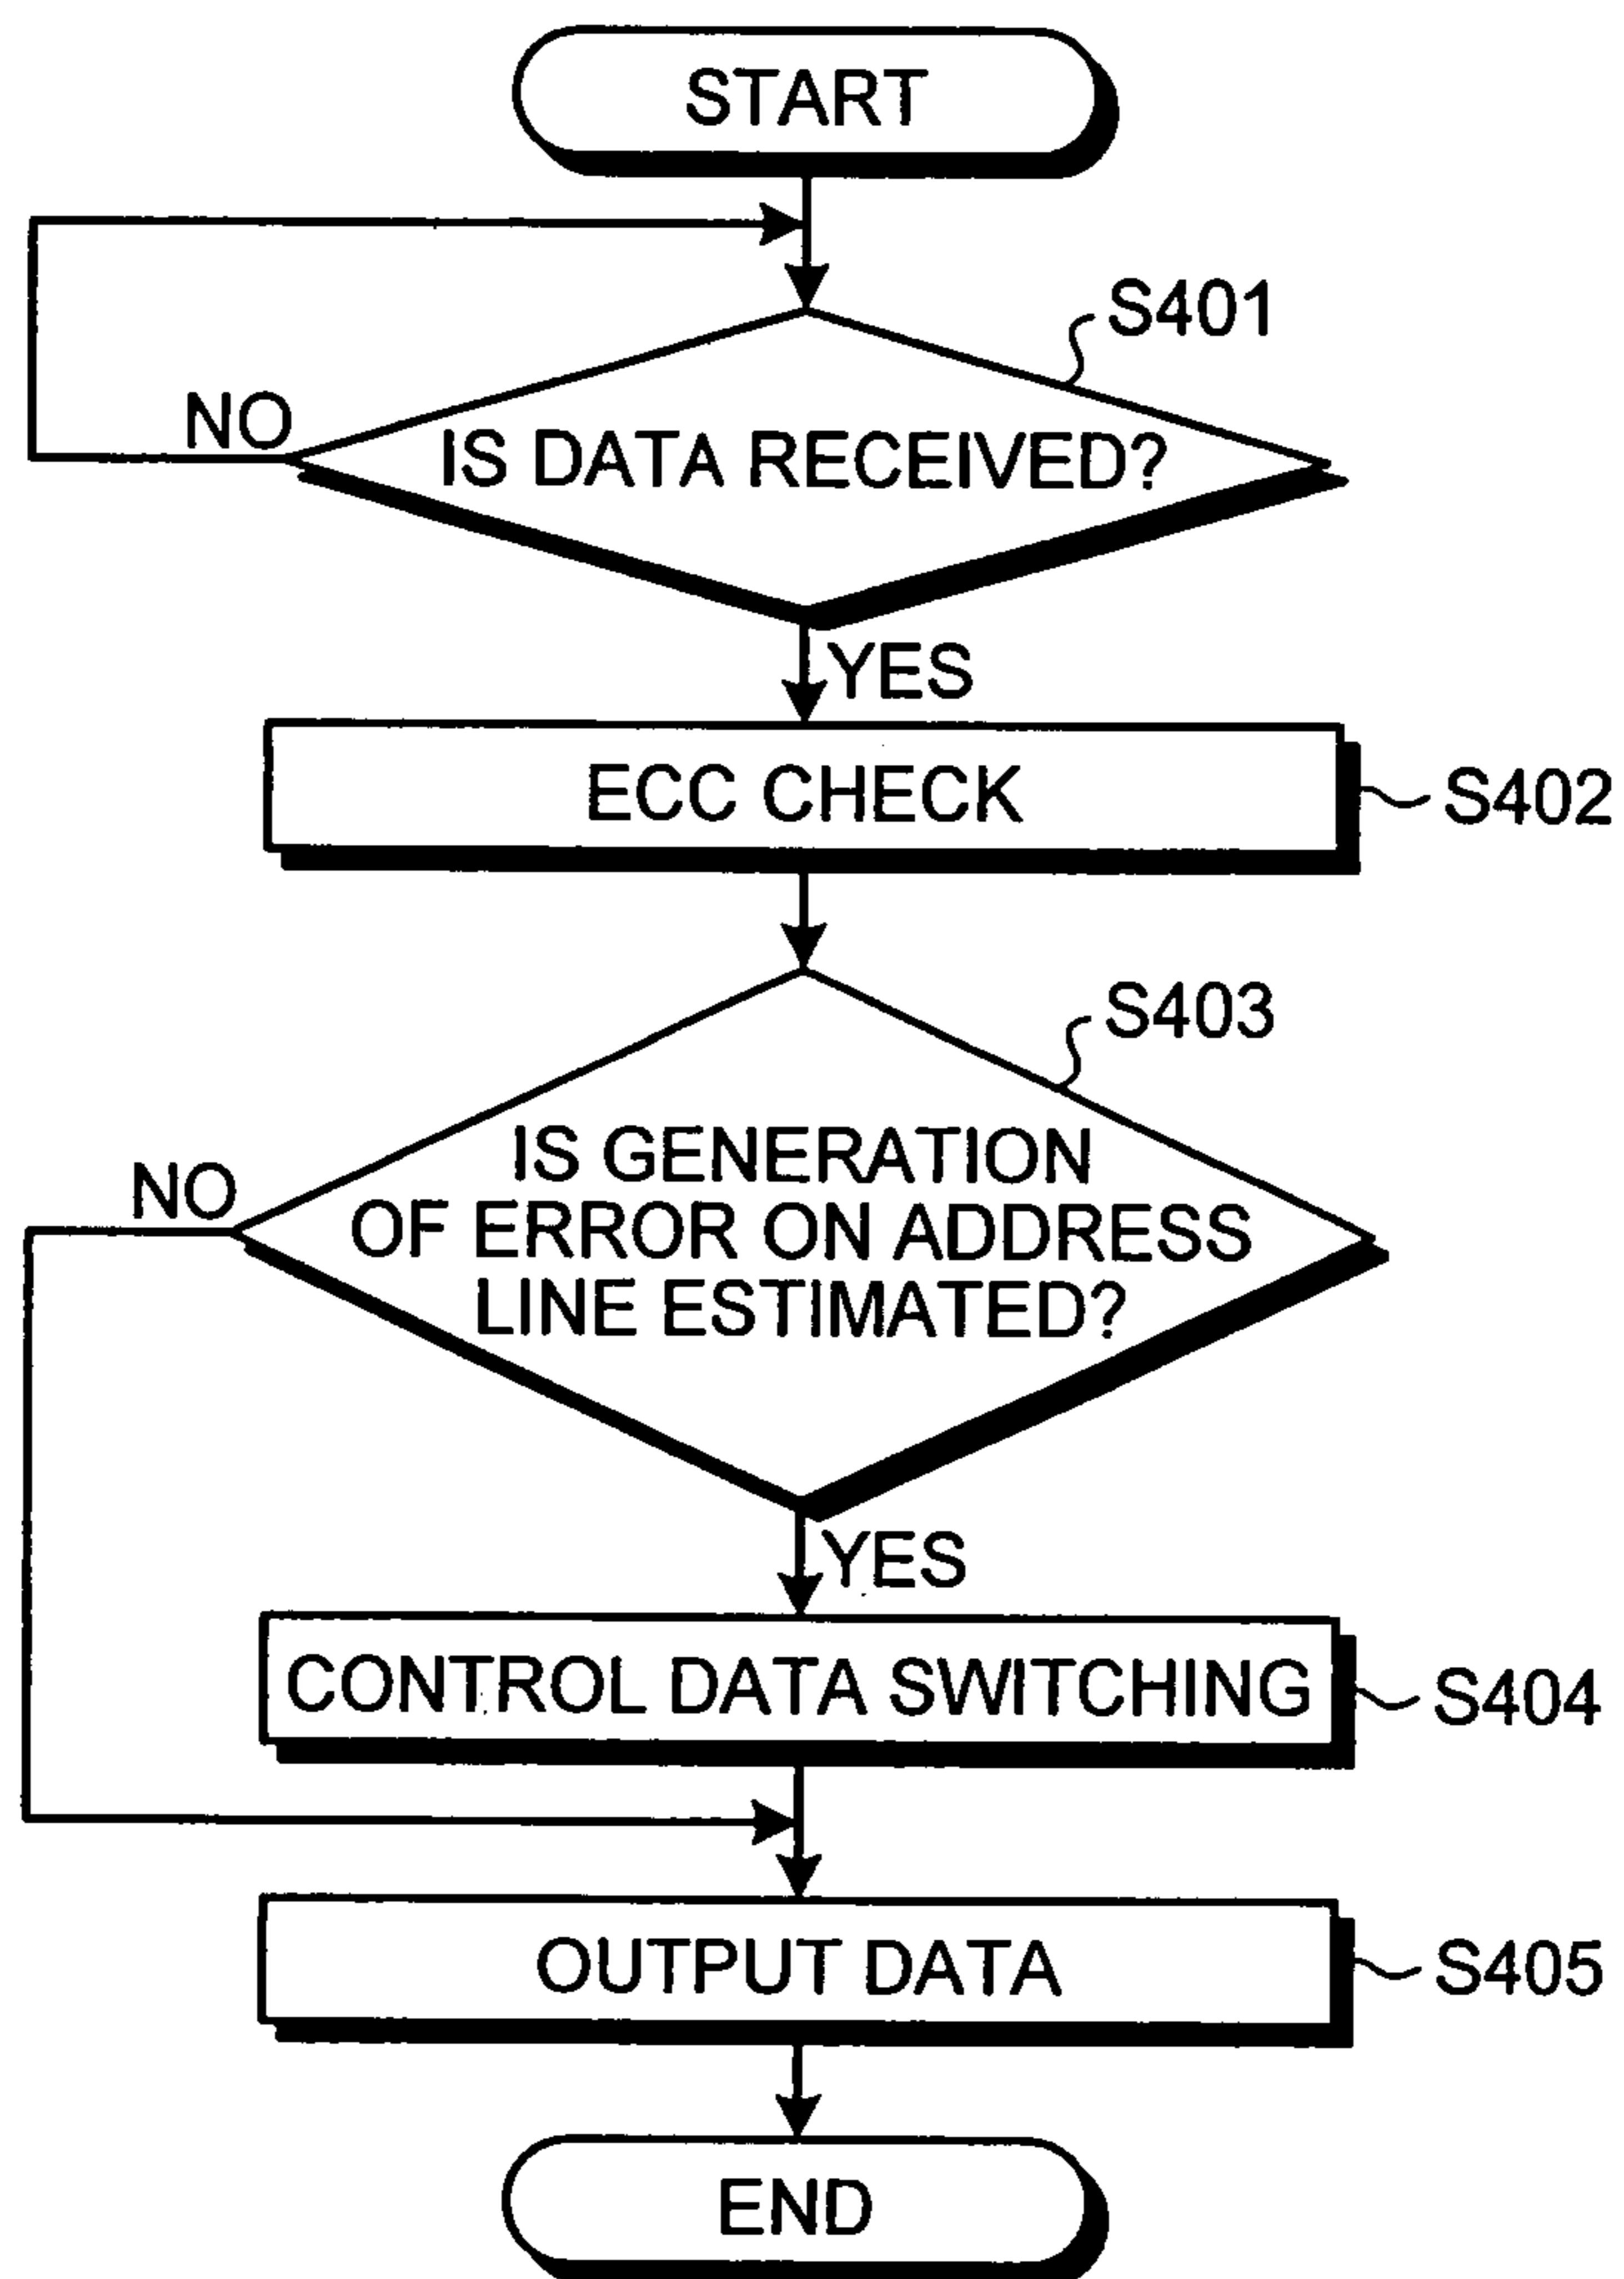 START
S401
NO
IS DATA RECEIVED?
YES
ECC CHECK
S402
S403
IS GENERATION
NO
OF ERROR ON ADDRESS
LINE ESTIMATED?
YES
CONTROL DATA SWITCHING
S404
OUTPUT DATA
S405
END